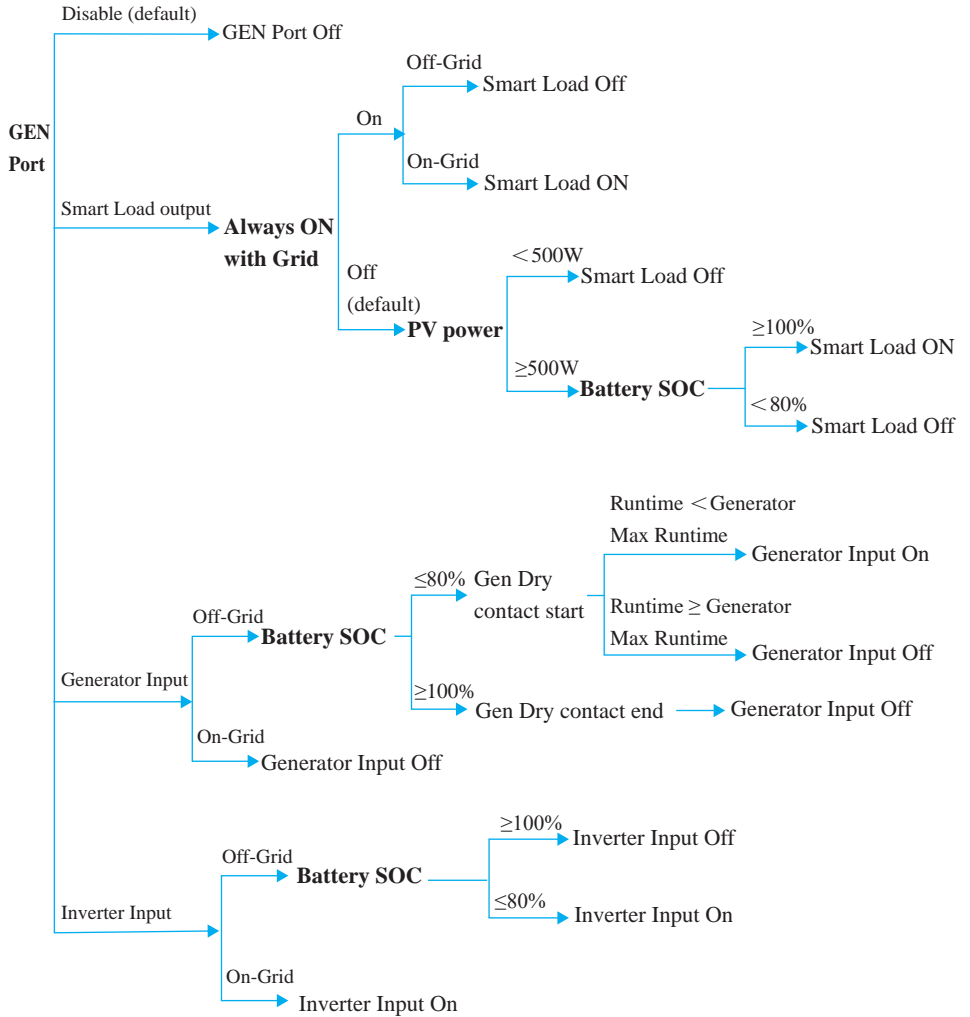 Disable (default)
GEN Port Off
GEN
Port
Off-Grid
Smart Load Off
On
On-Grid
Smart Load ON
Smart Load output
Always ON
with Grid
Off
(default)
<500W
Smart Load Off
PV power
≥500W
Battery SOC
≥100%
Smart Load ON
<80%
Smart Load Off
Generator Input
Off-Grid
Battery SOC
≤80%
Gen Dry
contact start
Runtime <Generator
Max Runtime
Generator Input On
Runtime ≥ Generator
Max Runtime
Generator Input Off
≥100%
Gen Dry contact end
Generator Input Off
On-Grid
Generator Input Off
Inverter Input
Off-Grid
Battery SOC
≥100%
Inverter Input Off
≤80%
Inverter Input On
On-Grid
Inverter Input On